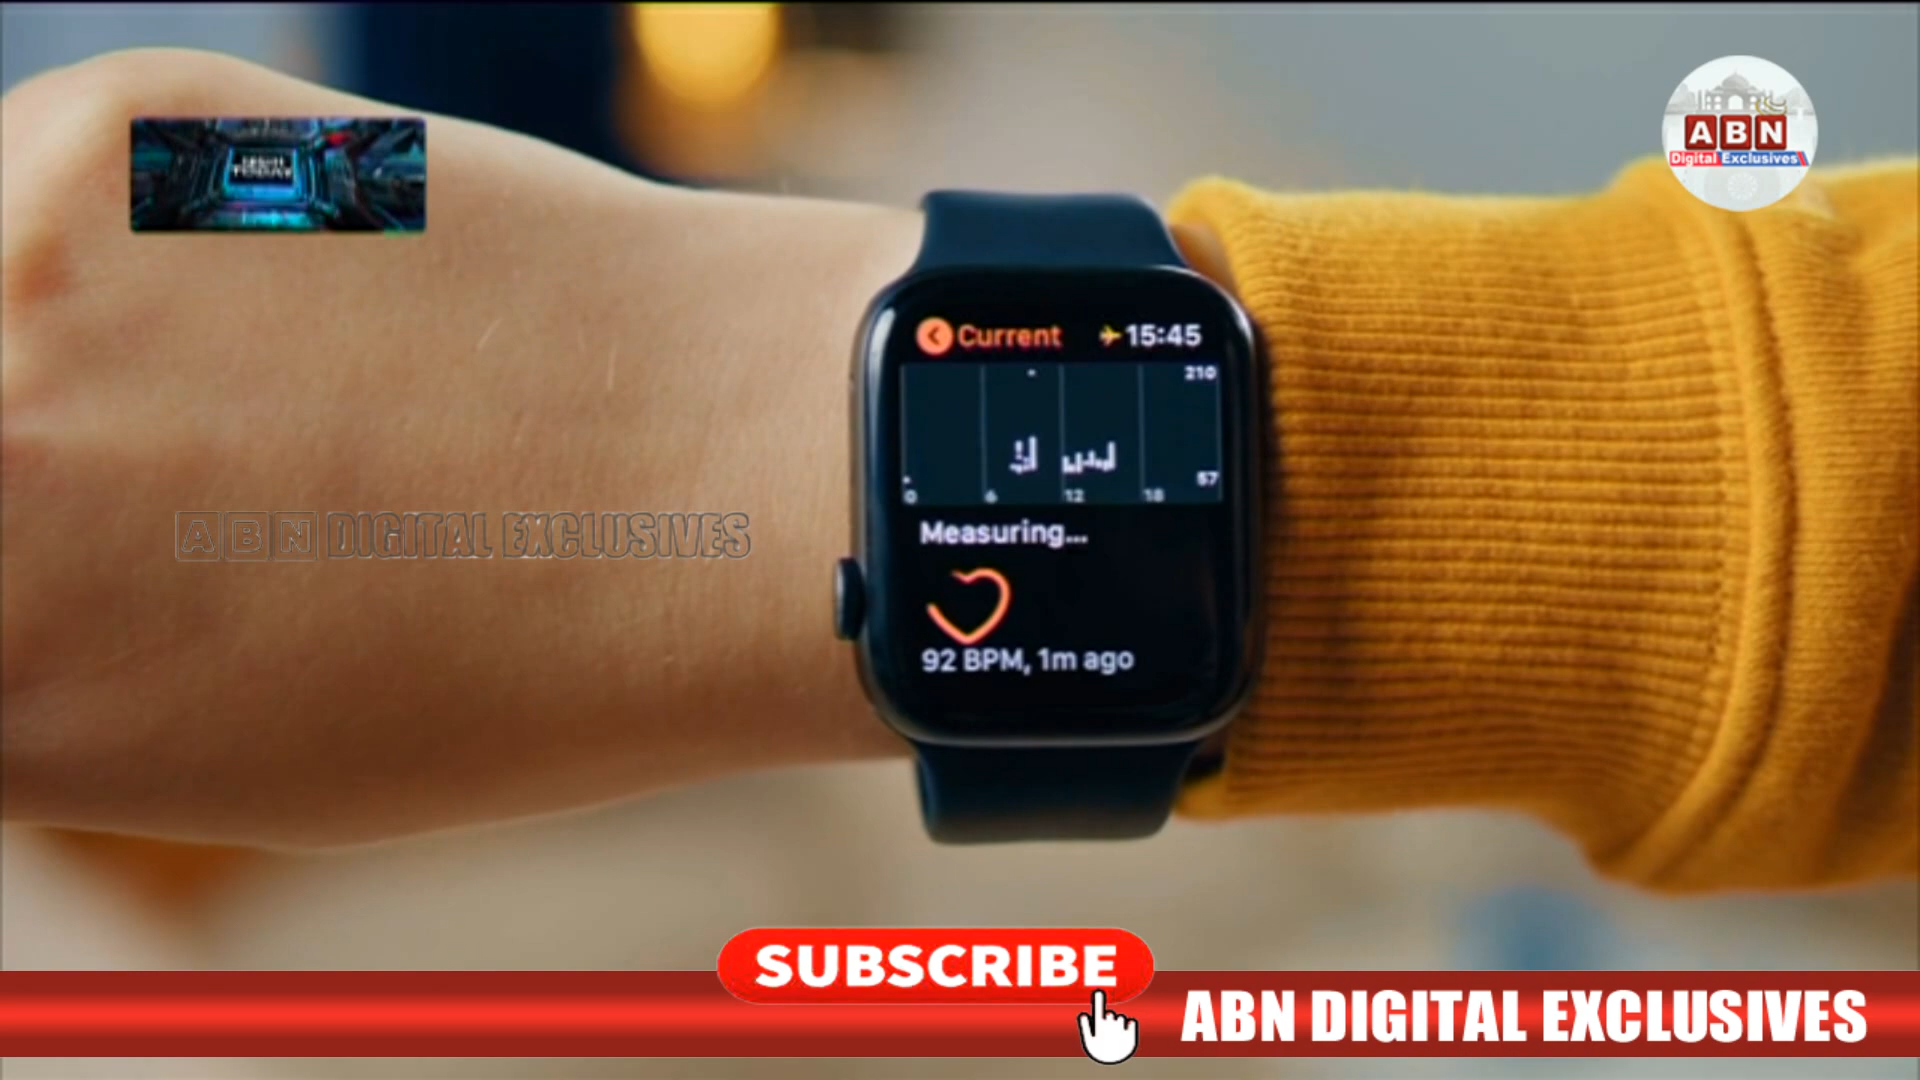 TODAY
ABN
Digital Exclusives
Current 15:45
210
57
0 6 12 18
Measuring...
92 BPM, 1m ago
ABN DIGITAL EXCLUSIVES
SUBSCRIBE
ABN DIGITAL EXCLUSIVES